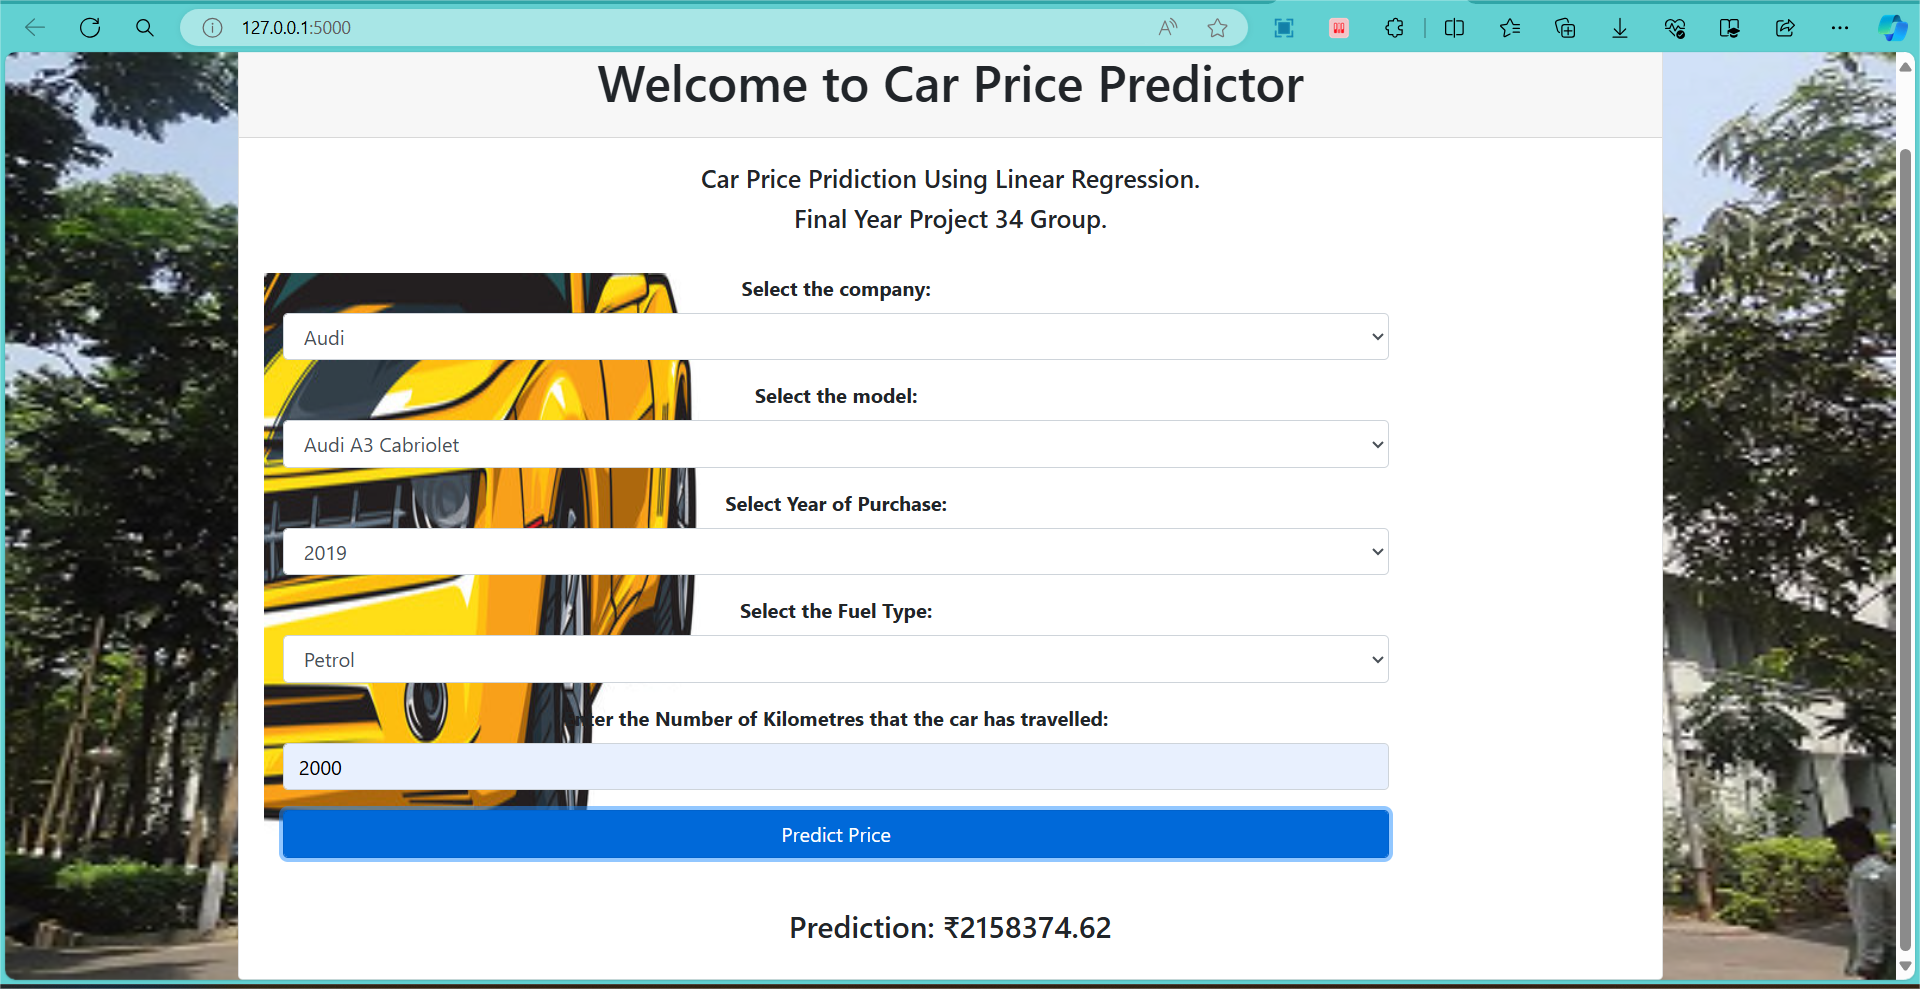 127.0.0.1:5000
Welcome to Car Price Predictor
Car Price Pridiction Using Linear Regression.
Final Year Project 34 Group.
Select the company:
Audi
Select the model:
Audi A3 Cabriolet
Select Year of Purchase:
2019
Select the Fuel Type:
Petrol
Enter the Number of Kilometres that the car has travelled:
2000
Predict Price
Prediction: ₹2158374.62